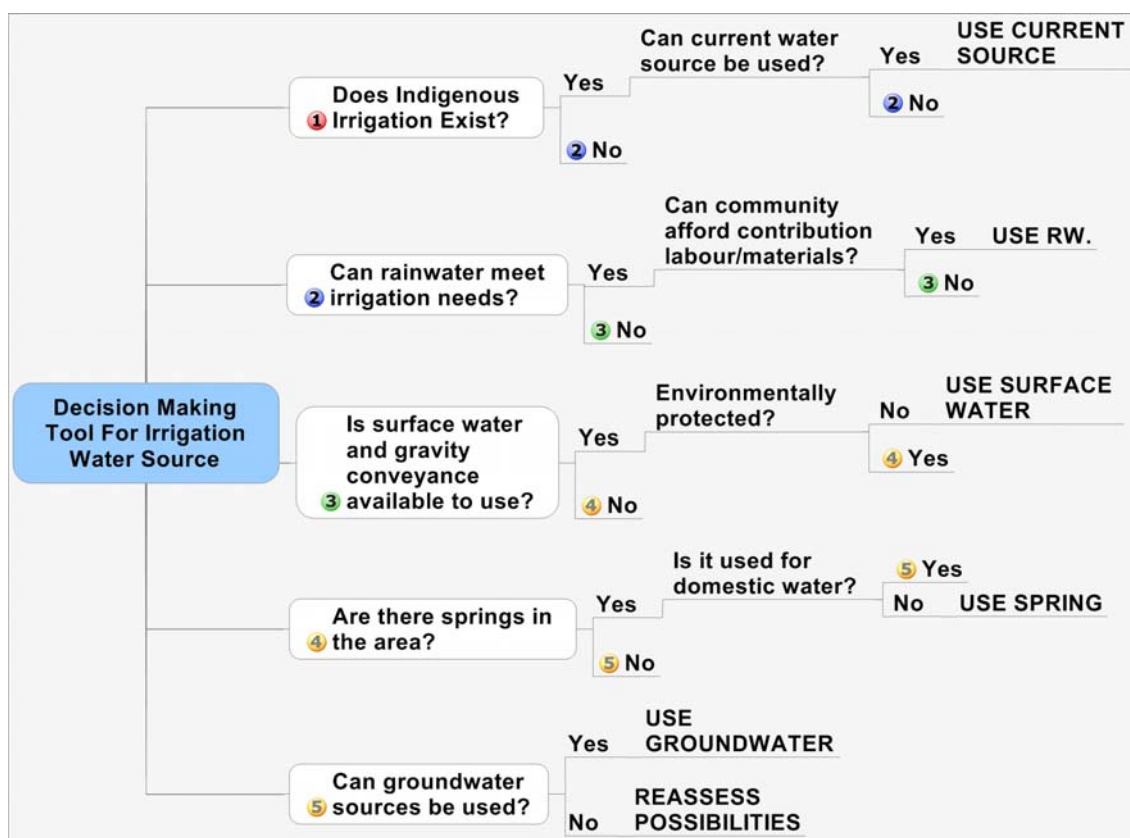 Decision Making
Tool For Irrigation
Water Source
Does Indigenous
1 Irrigation Exist?
Yes
2 No
Can current water
source be used?
Yes
USE CURRENT
SOURCE
2 No
Can rainwater meet
2 irrigation needs?
Yes
3 No
Can community
afford contribution
labour/materials?
Yes USE RW.
3 No
Is surface water
and gravity
conveyance
3 available to use?
Yes
4 No
Environmentally
protected?
No
USE SURFACE
WATER
4 Yes
Are there springs in
4 the area?
Yes
5 No
Is it used for
domestic water?
5 Yes
No USE SPRING
Can groundwater
5 sources be used?
Yes
USE
GROUNDWATER
No
REASSESS
POSSIBILITIES